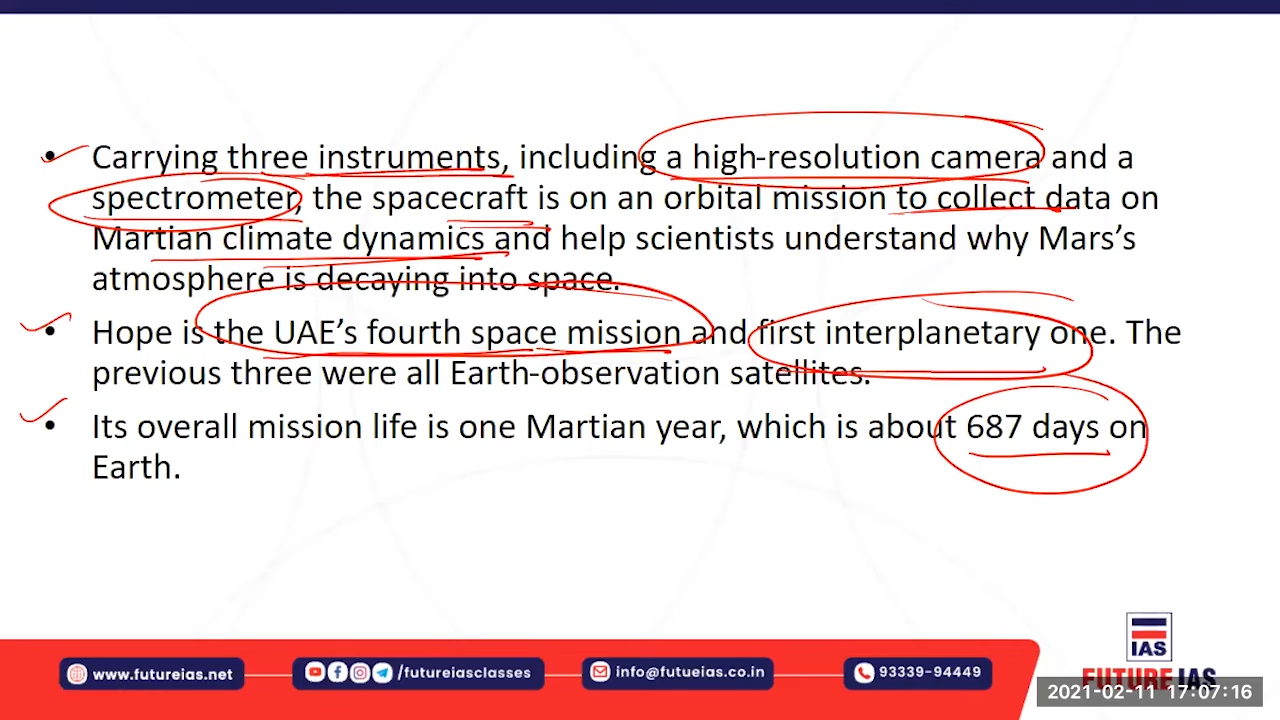 • Carrying three instruments, including a high-resolution camera and a
spectrometer, the spacecraft is on an orbital mission to collect data on
Martian climate dynamics and help scientists understand why Mars’s
atmosphere is decaying into space.
• Hope is the UAE’s fourth space mission and first interplanetary one. The
previous three were all Earth-observation satellites.
• Its overall mission life is one Martian year, which is about 687 days on
Earth.
IAS
FUTURE IAS
www.futureias.net
/futureiasclasses
info@futueias.co.in
93339-94449
2021-02-11 17:07:16